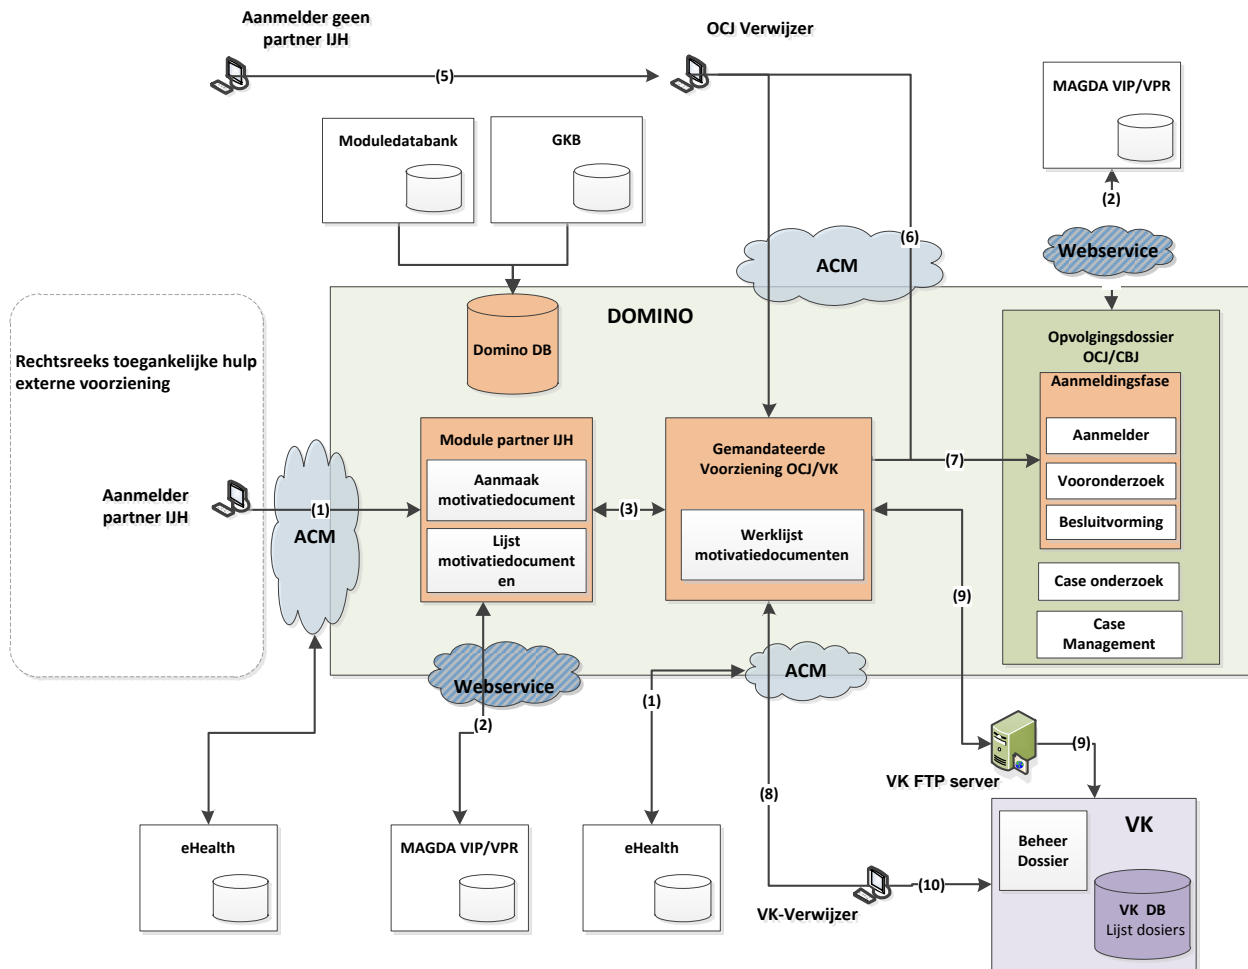 Aanmelder geen
partner IJH
OCJ Verwijzer
(5)
MAGDA VIP/VPR
Moduledatabank
GKB
(2)
(6)
Webservice
ACM
DOMINO
Domino DB
Opvolgingsdossier
OCJ/CBJ
Rechtsreeks toegankelijke hulp
externe voorziening
Aanmeldingsfase
Aanmelder
Vooronderzoek
Besluitvorming
Case onderzoek
Case
Management
Module partner IJH
Aanmaak
motivatiedocument
Lijst
motivatiedocument
en
Gemandateerde
Voorziening OCJ/VK
Werklijst
motivatiedocumenten
(7)
(3)
Aanmelder
partner IJH
(1)
ACM
(9)
Webservice
(2)
(1)
ACM
(8)
(9)
VK FTP server
eHealth
MAGDA VIP/VPR
eHealth
VK
Beheer
Dossier
VK DB
Lijst dosiers
(10)
VK-Verwijzer